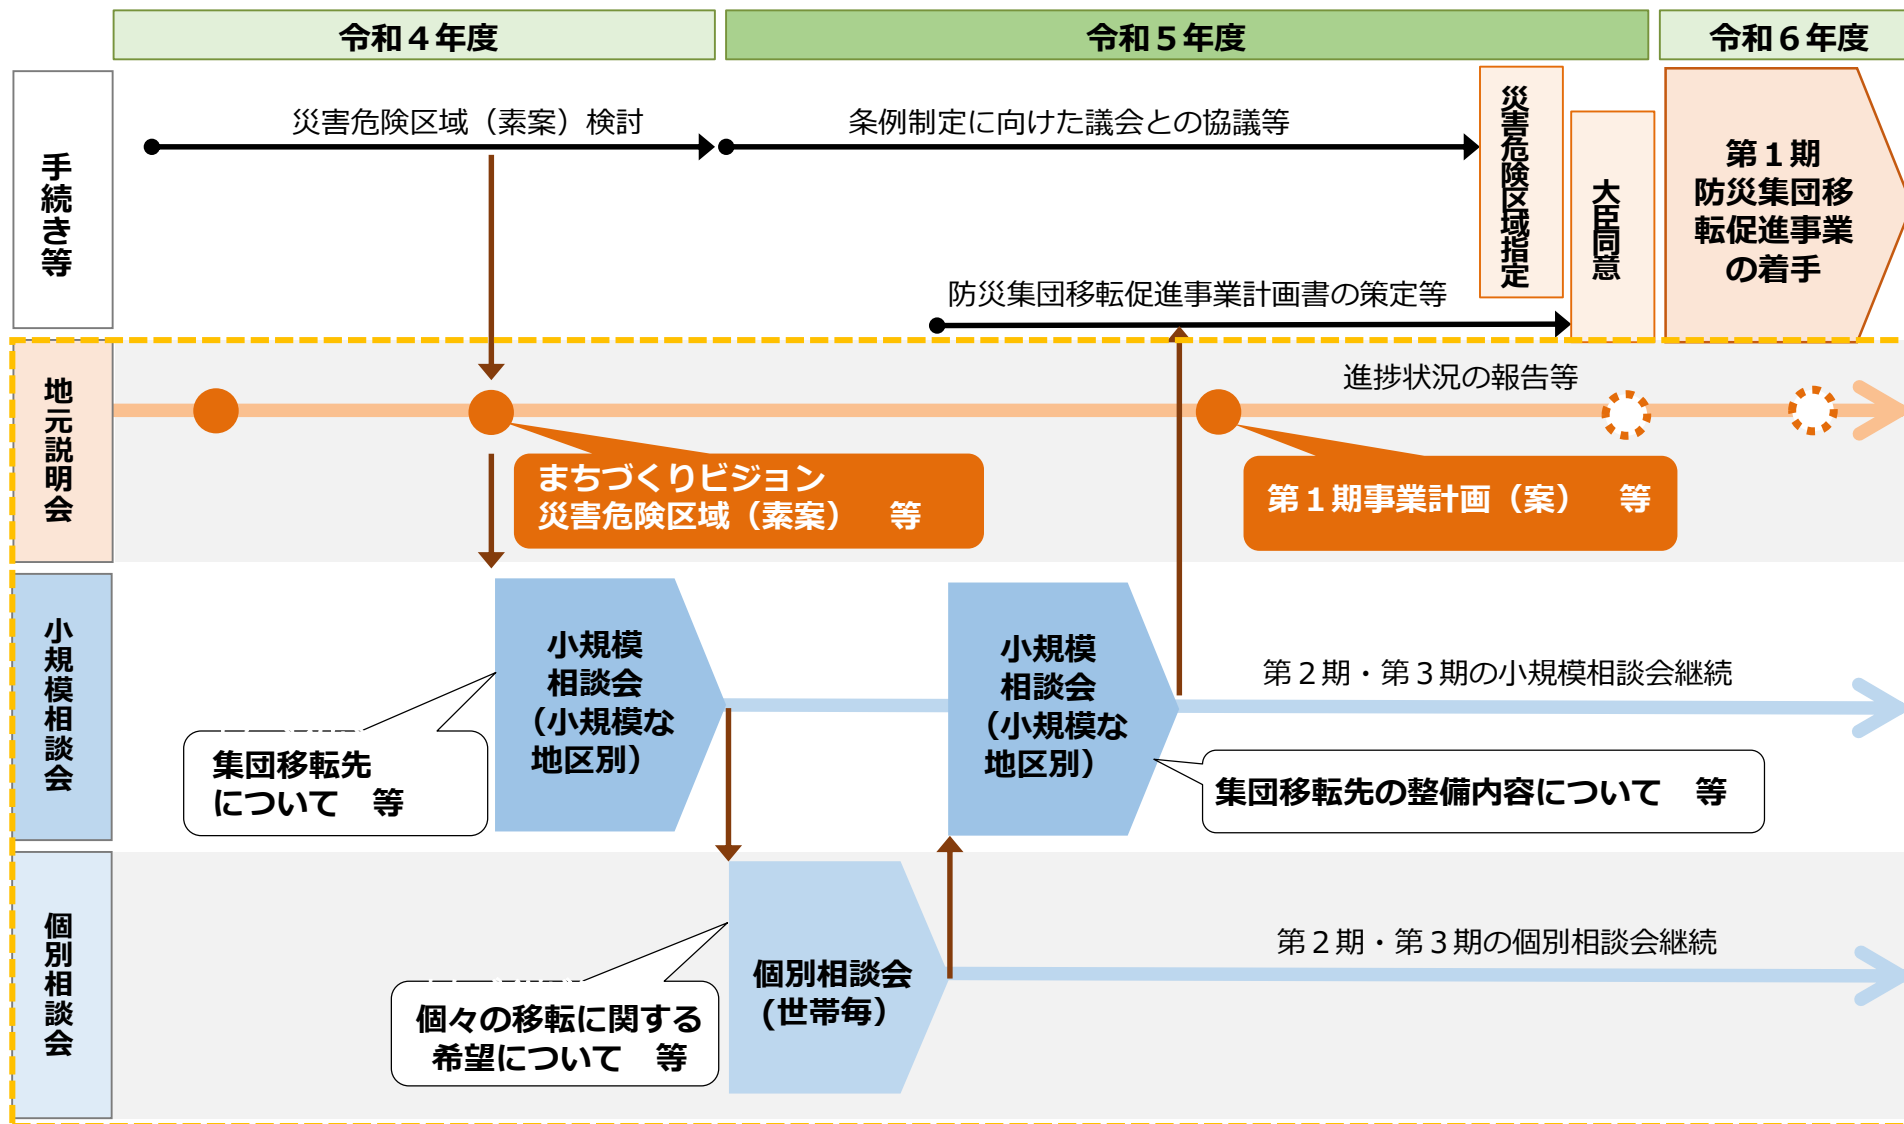 令和４年度
令和５年度
令和６年度
手続き等
災害危険区域（素案）検討
条例制定に向けた議会との協議等
災害危険区域指定
大臣同意
第１期
防災集団移
転促進事業
の着手
防災集団移転促進事業計画書の策定等
地元説明会
進捗状況の報告等
まちづくりビジョン
災害危険区域（素案）　等
第１期事業計画（案）　等
小規模相談会
小規模
相談会
（小規模な
地区別）
集団移転先
について　等
小規模
相談会
（小規模な
地区別）
第２期・第３期の小規模相談会継続
集団移転先の整備内容について　等
個別相談会
個別相談会
(世帯毎）
第２期・第３期の個別相談会継続
個々の移転に関する
希望について　等